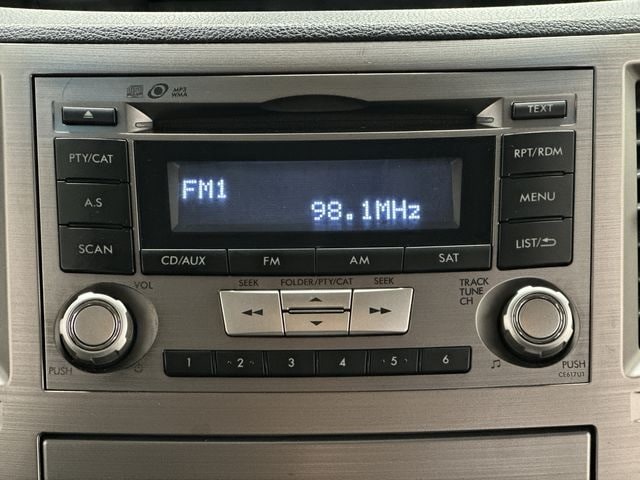 MP3
WMA
TEXT
PTY/CAT
RPT/RDM
FM1
A.S
MENU
98.1MHz
SCAN
LIST/
CD/AUX FM AM SAT
VOL
SEEK FOLDER/PTY/CAT SEEK
TRACK
TUNE
CH
1 2 3 4 5 6
PUSH
PUSH
CE617U1